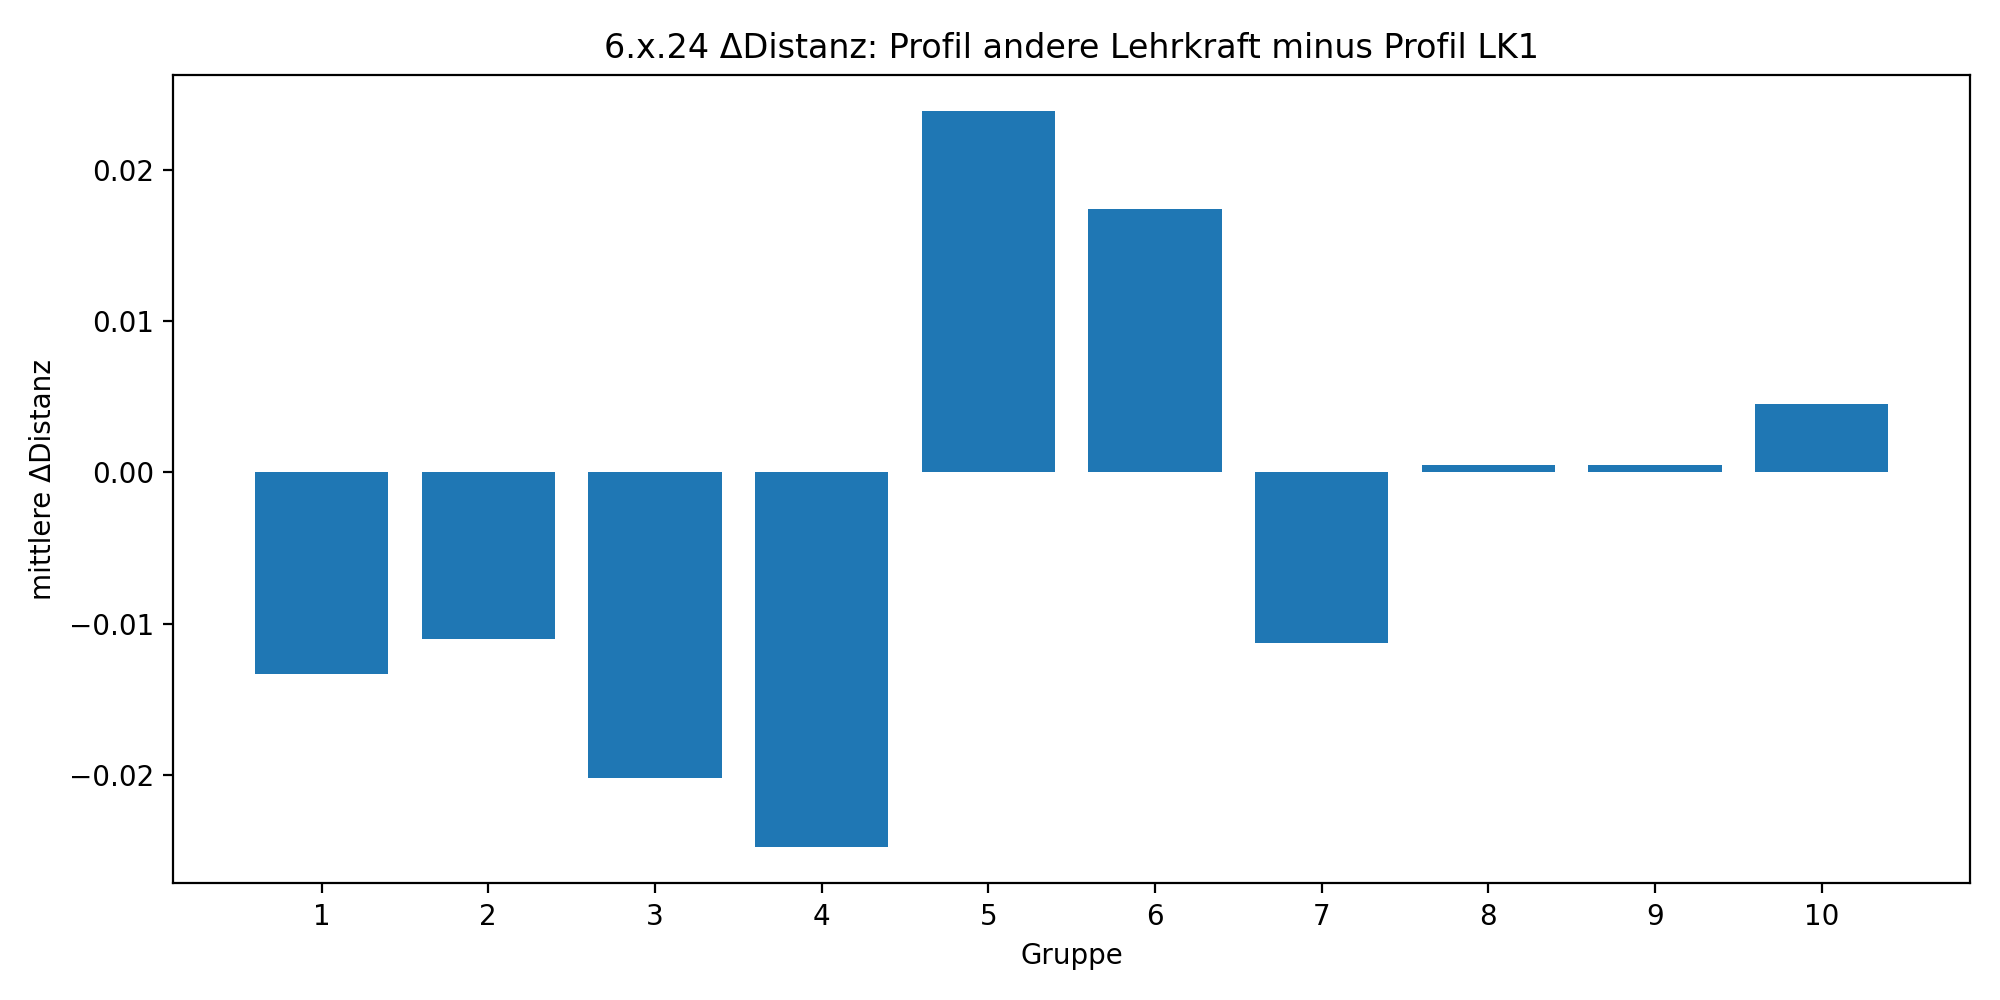 6.x.24 ΔDistanz: Profil andere Lehrkraft minus Profil LK1
mittlere ΔDistanz
0.02
0.01
0.00
−0.01
−0.02
1 2 3 4 5 6 7 8 9 10
Gruppe